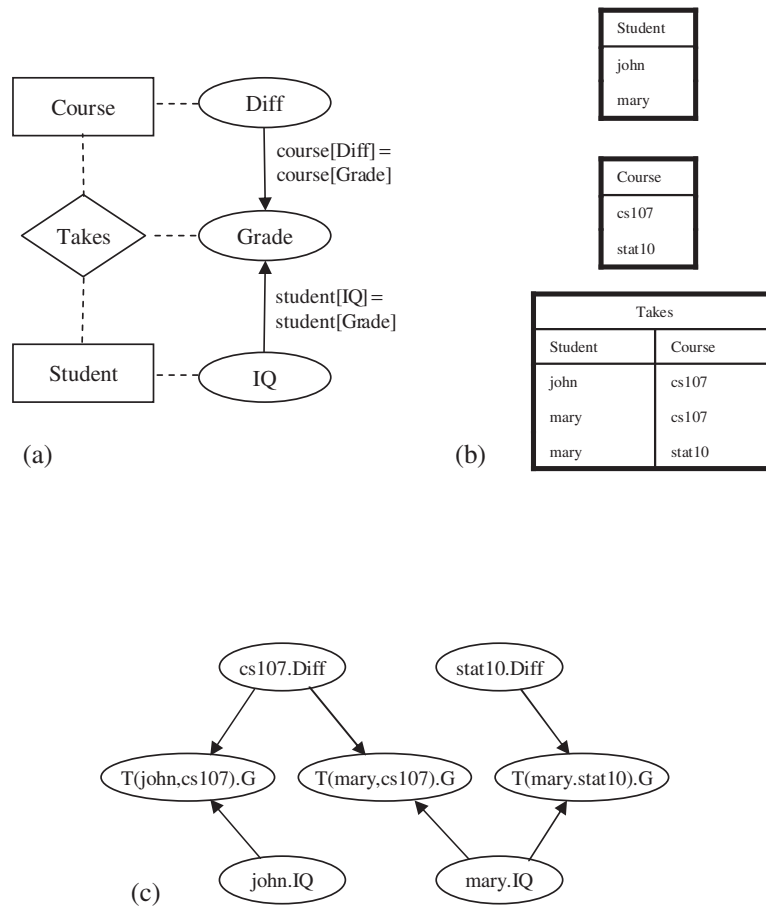 Course
Diff
course[Diff]=
course[Grade]
Takes
Grade
student[IQ]=
student[Grade]
Student
IQ
(a)
Student
john
mary
Course
cs107
stat10
Takes
Student Course
john cs107
mary cs107
mary stat10
(b)
cs107.Diff stat10.Diff
T(john,cs107).G T(mary,cs107).G T(mary.stat10).G
john.IQ mary.IQ
(c)